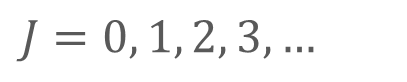 J = 0, 1, 2, 3, ...